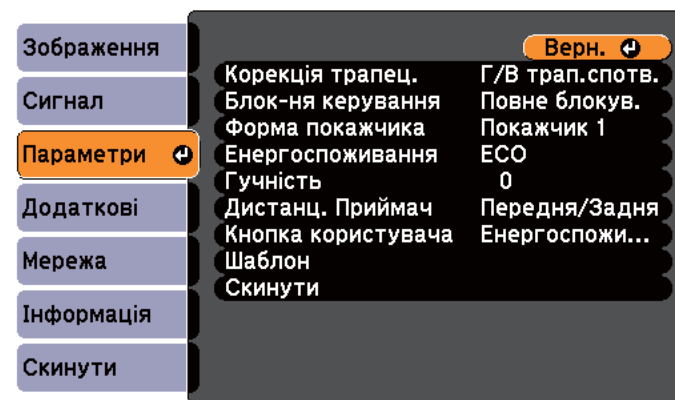 Зображення
Сигнал
Параметри
Додаткові
Мережа
Інформація
Скинути
Верн.
Корекція трапец. Г/В трап.спотв.
Блок-ня керування Повне блокув.
Форма покажчика Покажчик 1
Енергоспоживання ECO
Гучність 0
Дистанц. Приймач Передня/Задня
Кнопка користувача Енергоспожи...
Шаблон
Скинути